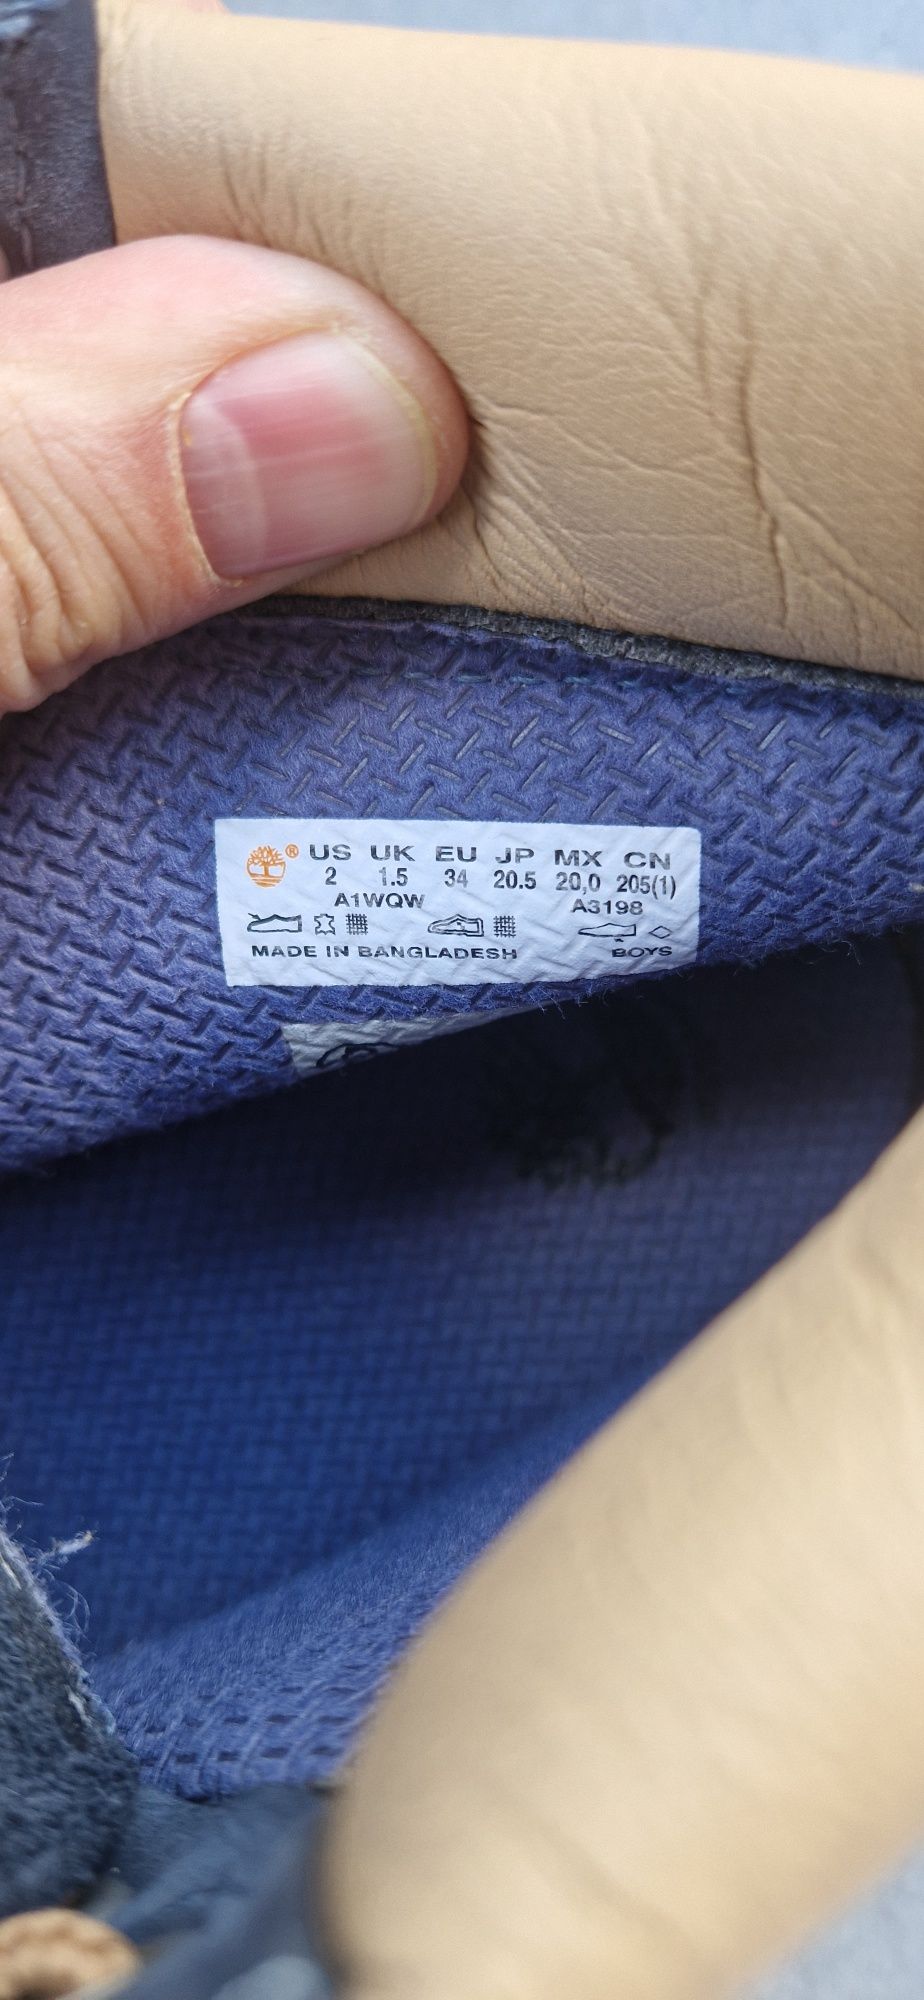 ® US UK EU JP MX CN
2 1.5 34 20.5 20,0 205(1)
A1WQW A3198
MADE IN BANGLADESH BOYS